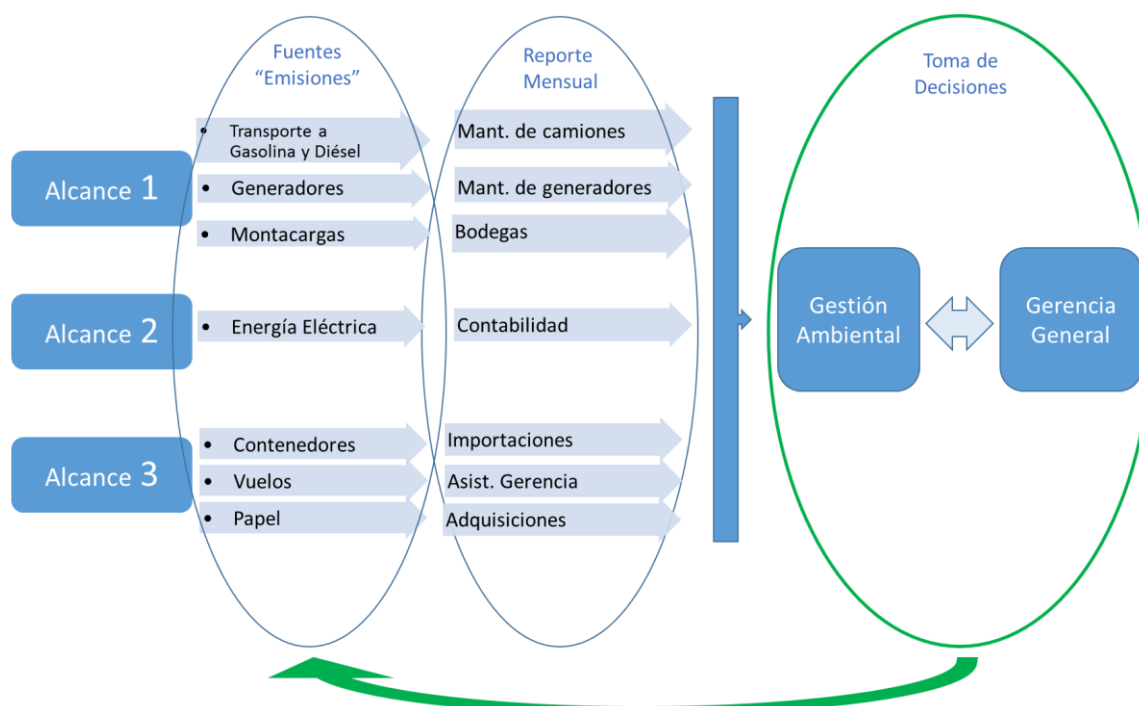 Fuentes
“Emisiones”
Reporte
Mensual
Toma de
Decisiones
Alcance 1
• Transporte a
Gasolina y Diésel
Mant. de camiones
• Generadores
Mant. de generadores
• Montacargas
Bodegas
Alcance 2
• Energía Eléctrica
Contabilidad
Gestión
Ambiental
Gerencia
General
Alcance 3
• Contenedores
Importaciones
• Vuelos
Asist. Gerencia
• Papel
Adquisiciones